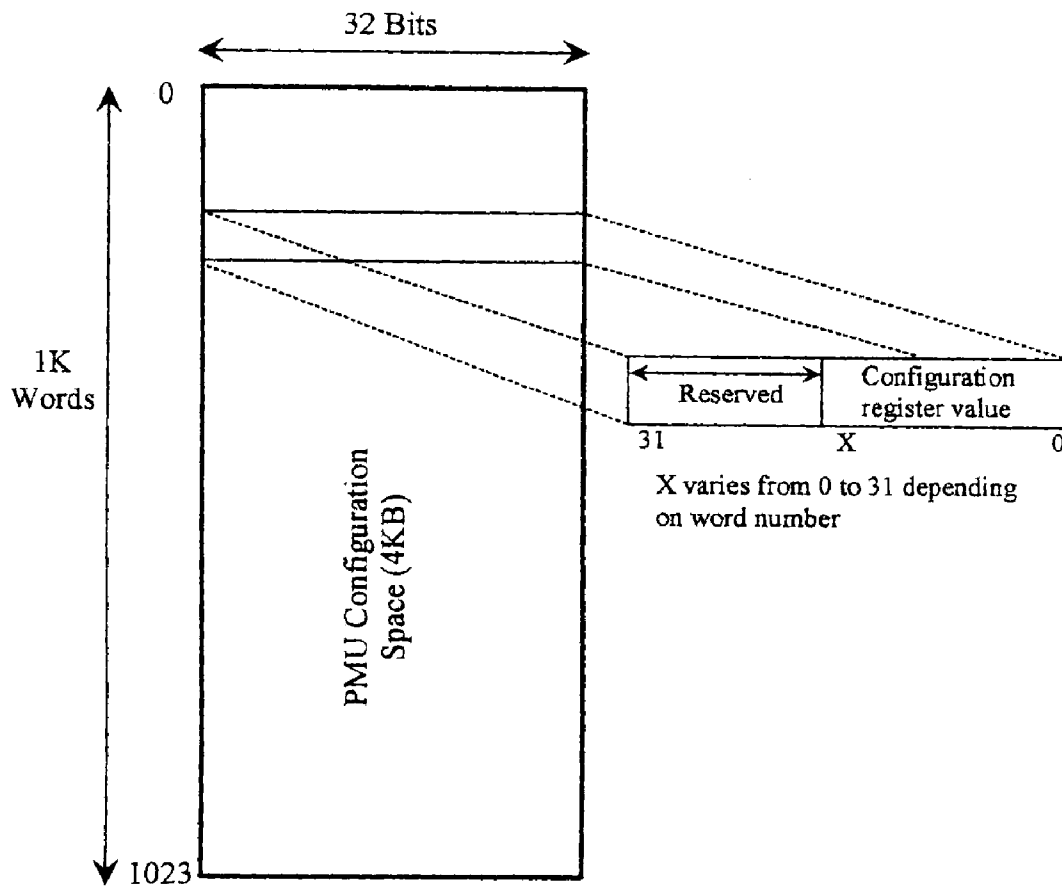 32 Bits
0
1K
Words
Reserved
Configuration
register value
31
X
0
X varies from 0 to 31 depending
on word number
PMU Configuration
Space (4KB)
1023